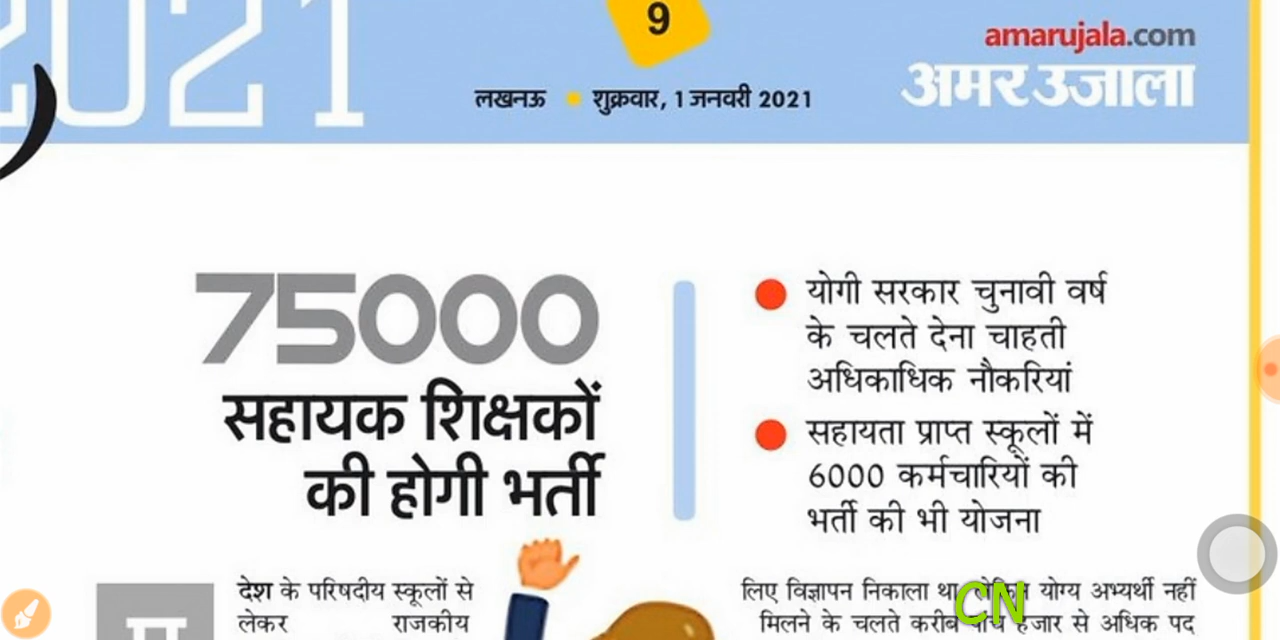 2021
9
amarujala.com
अमर उजाला
लखनऊ
शुक्रवार, 1 जनवरी 2021
75000
सहायक शिक्षकों
की होगी भर्ती
योगी सरकार चुनावी वर्ष
के चलते देना चाहती
अधिकाधिक नौकरियां
सहायता प्राप्त स्कूलों में
6000 कर्मचारियों की
भर्ती की भी योजना
देश के परिषदीय स्कूलों से
लेकर राजकीय
लिए विज्ञापन निकाला था लेकिन योग्य अभ्यर्थी नहीं
मिलने के चलते करीब पांच हजार से अधिक पद
CN